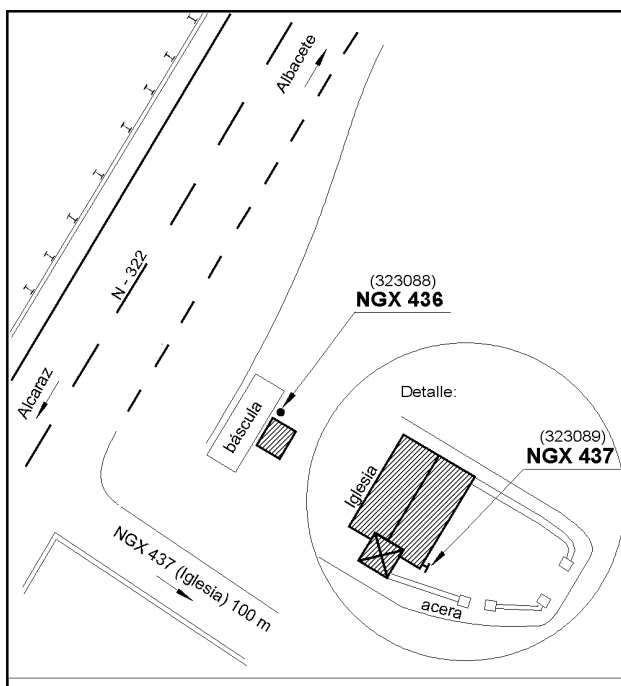 Albacete
N - 322
Alcaraz
(323088)
NGX 436
báscula
NGX 437 (Iglesia) 100 m
Detalle:
(323089)
NGX 437
Iglesia
acera